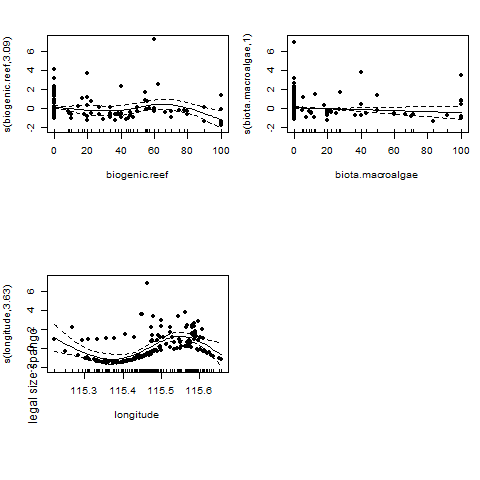 s(biogenic.reef,3.09)
-2 0 2 4 6
0 20 40 60 80 100
biogenic.reef
s(biota.macroalgae,1)
-2 0 2 4 6
0 20 40 60 80 100
biota.macroalgae
s(longitude,3.63)
legal size spango
-2 0 2 4 6
115.3 115.4 115.5 115.6
longitude